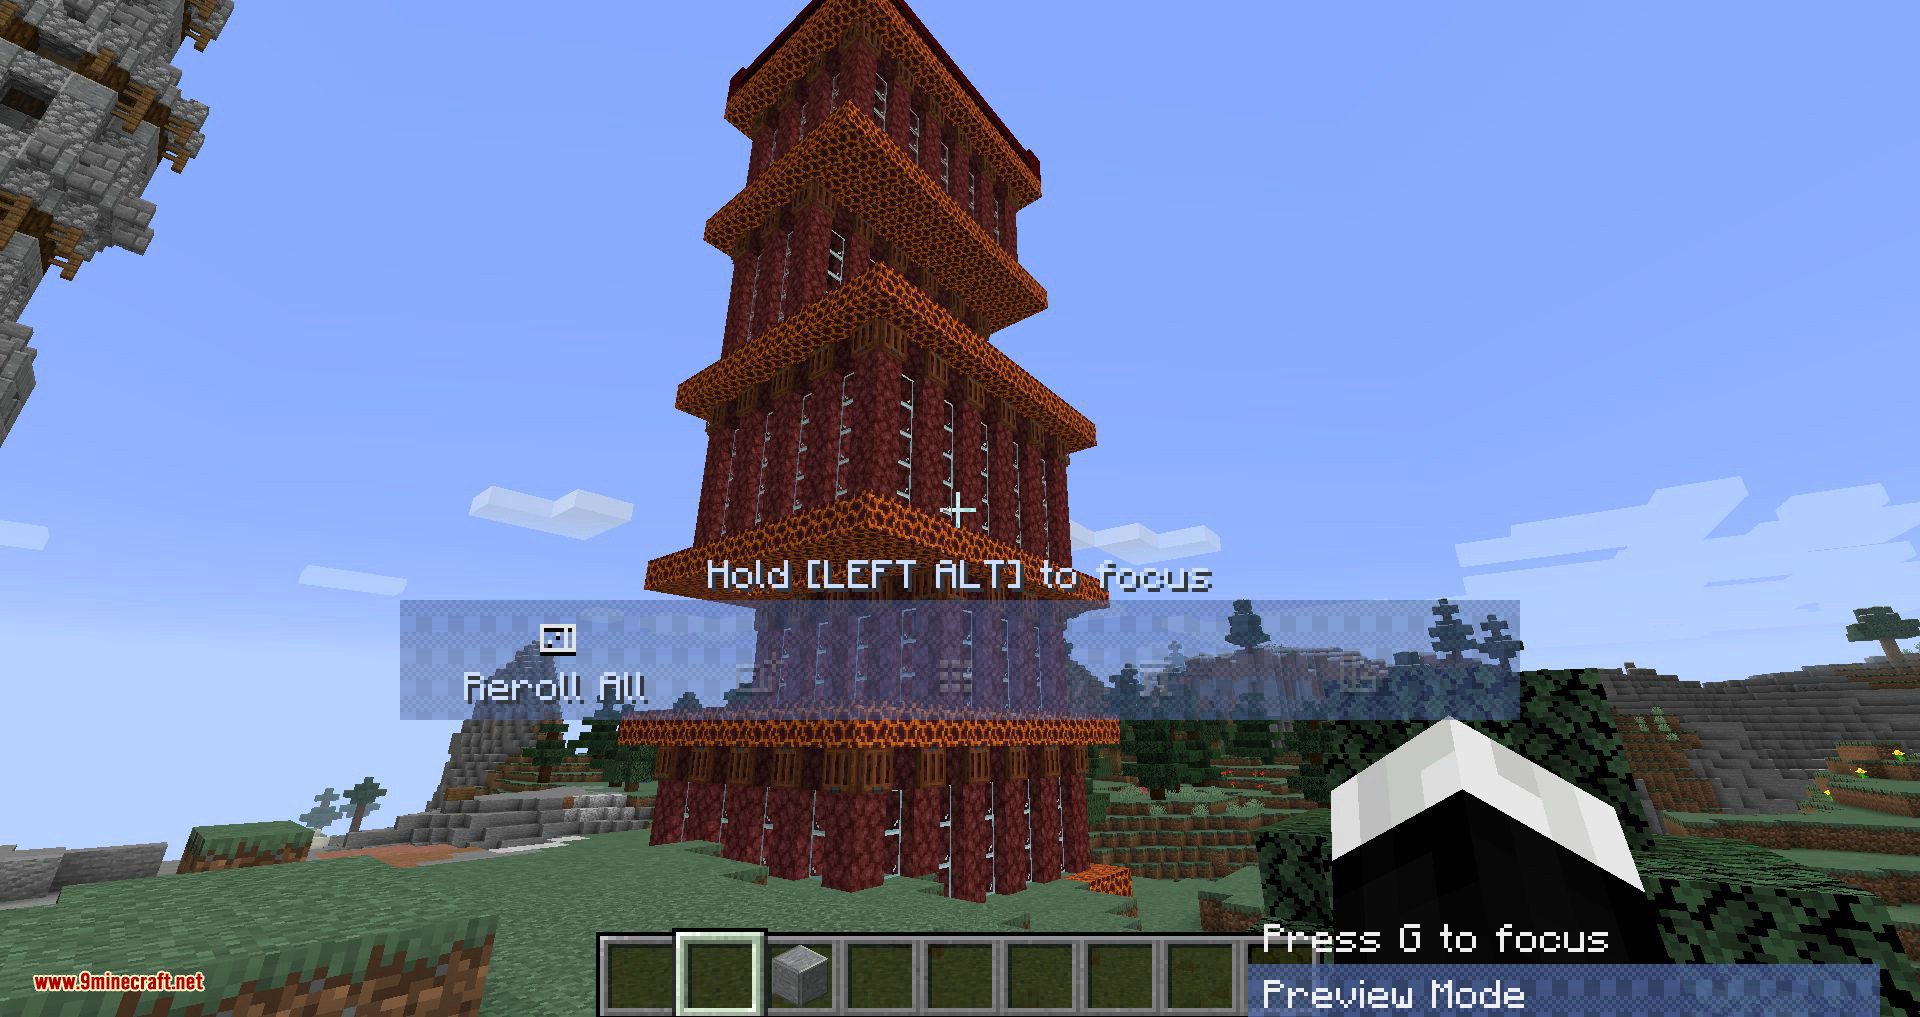 Hold [LEFT ALT] to focus
Reroll All
Press G to focus
Preview Mode
www.9minecraft.net